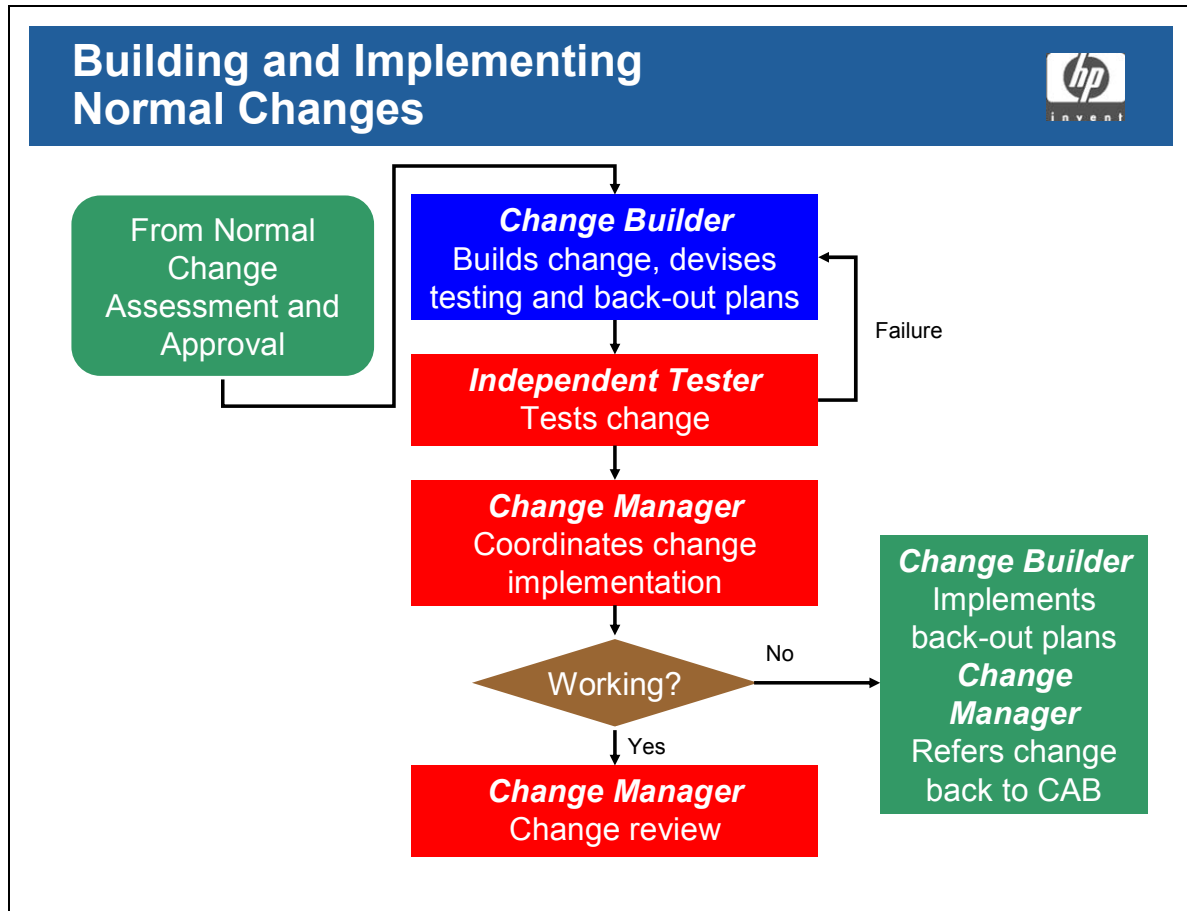 Building and Implementing
Normal Changes
hp
invent
From Normal
Change
Assessment and
Approval
Change Builder
Builds change, devises
testing and back-out plans
Failure
Independent Tester
Tests change
Change Manager
Coordinates change
implementation
Working?
No
Yes
Change Builder
Implements
back-out plans
Change
Manager
Refers change
back to CAB
Change Manager
Change review